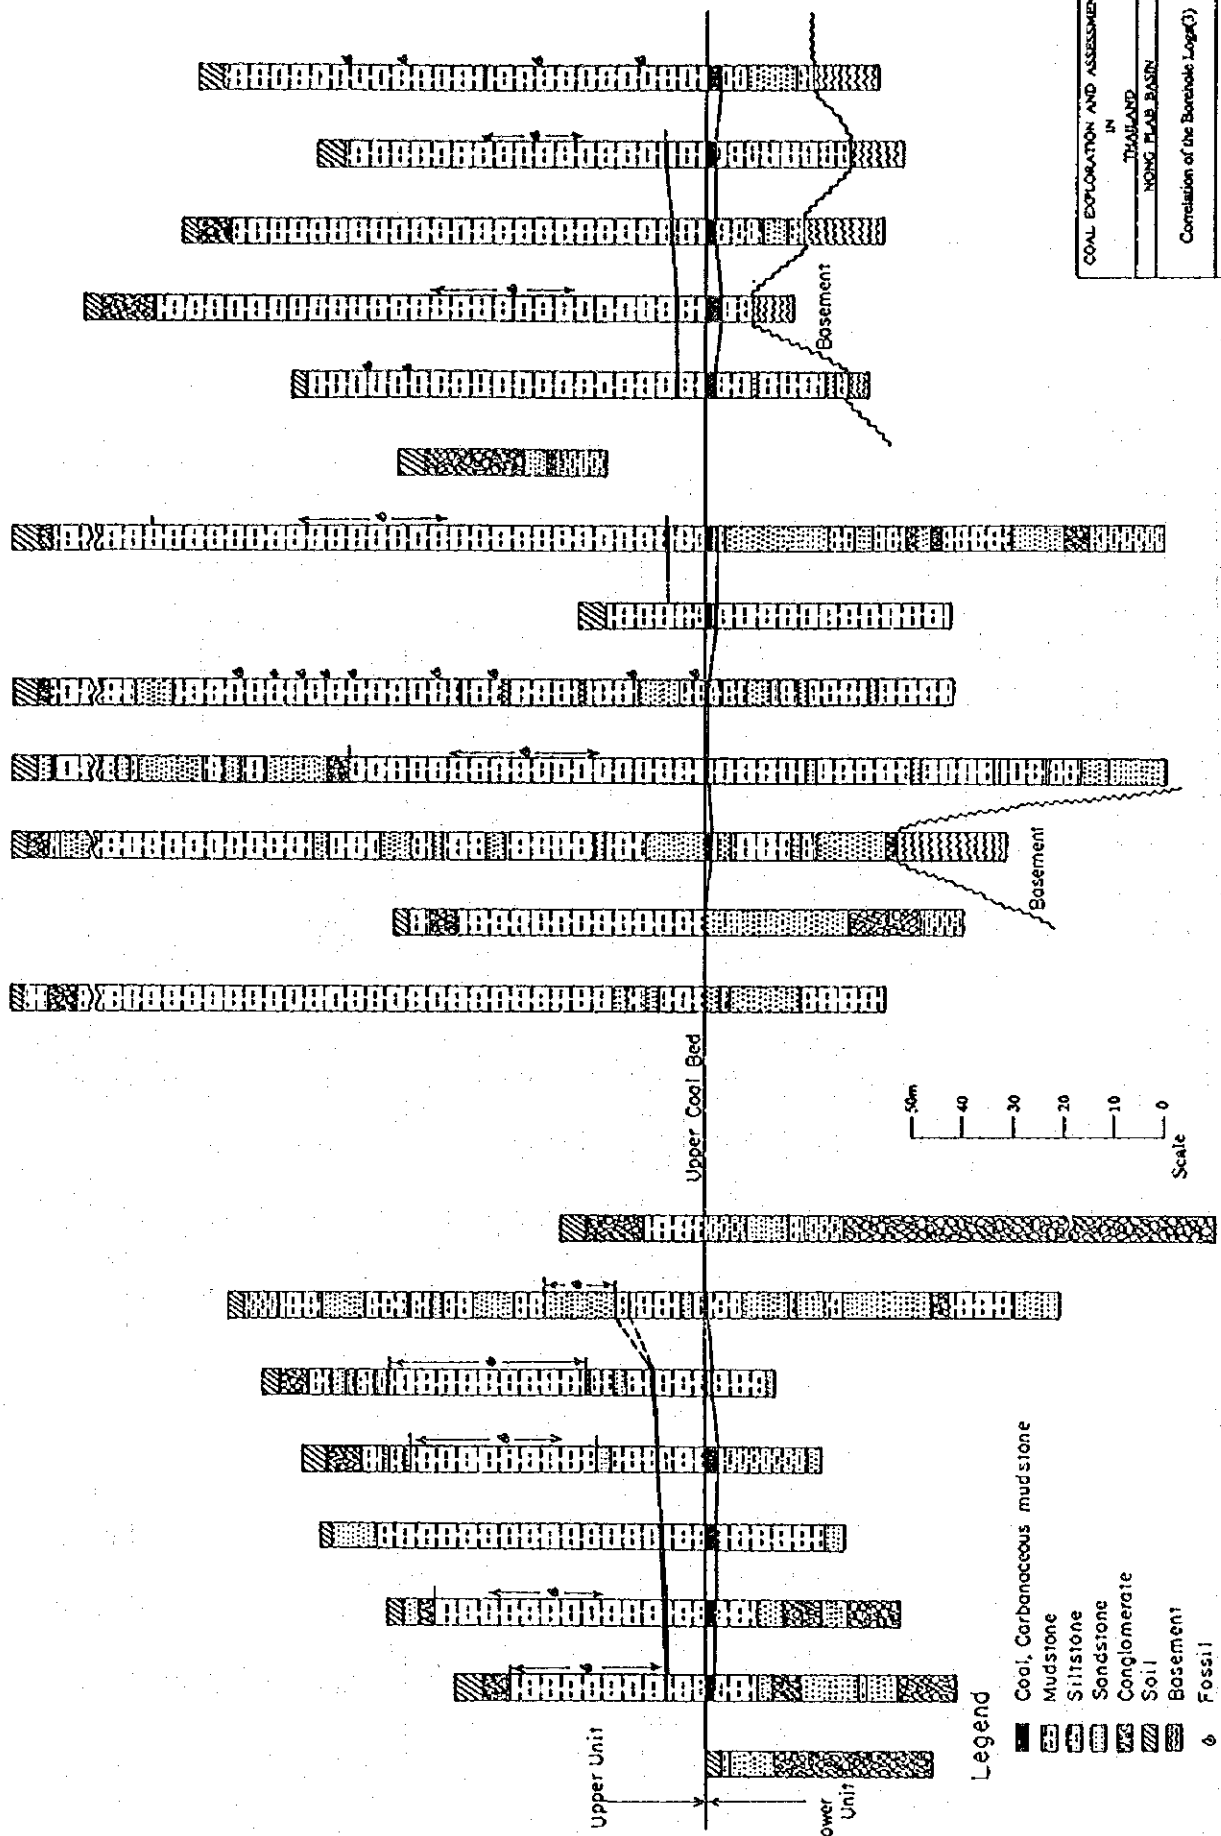 COAL EXPLORATION AND ASSESSMEN
IN
THAILAND
NONG PLAB BASIN
Correlation of the Borehole Logs(3)
Basement
Basement
Upper Coal Bed
50m
40
30
20
10
0
Scale
Upper Unit
ower
Unit
Legend
Coal, Carbanaceous mudstone
Mudstone
Siltstone
Sandstone
Conglomerate
Soil
Basement
Fossil